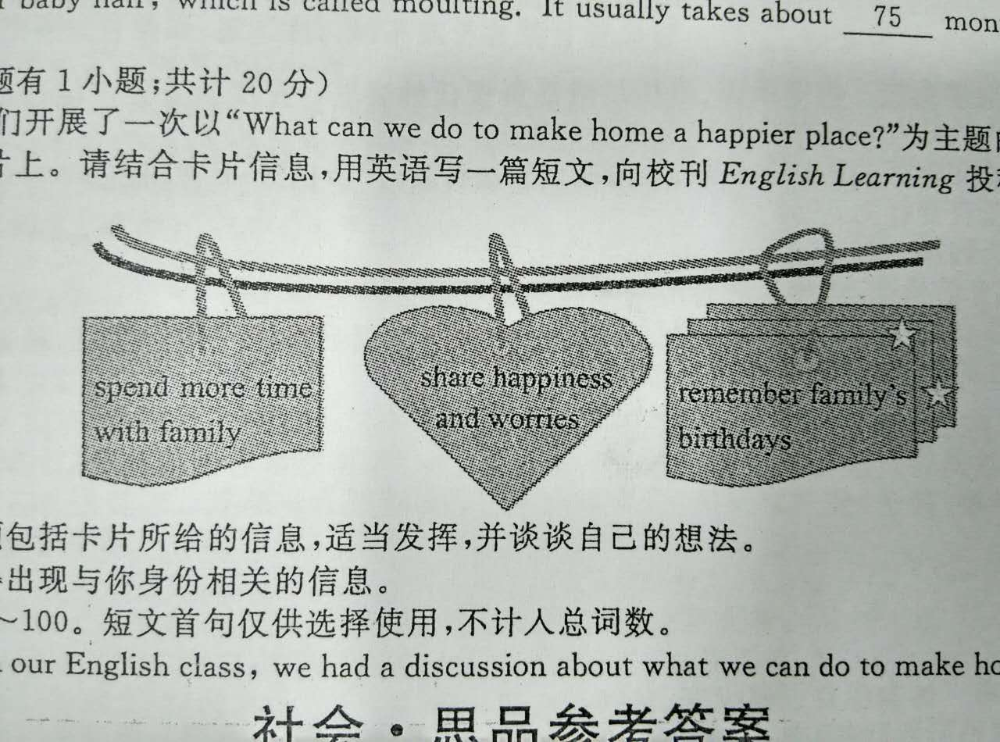 baby hair, which is called moulting. It usually takes about 75 mon
题有 1 小题;共计 20 分)
们开展了一次以“What can we do to make home a happier place?”为主题
片上。请结合卡片信息,用英语写一篇短文,向校刊 English Learning 投
spend more time
with family
share happiness
and worries
remember family's
birthdays
包括卡片所给的信息,适当发挥,并谈谈自己的想法。
出现与你身份相关的信息。
~100。短文首句仅供选择使用,不计人总词数。
our English class, we had a discussion about what we can do to make ho
社会·思品参考答案